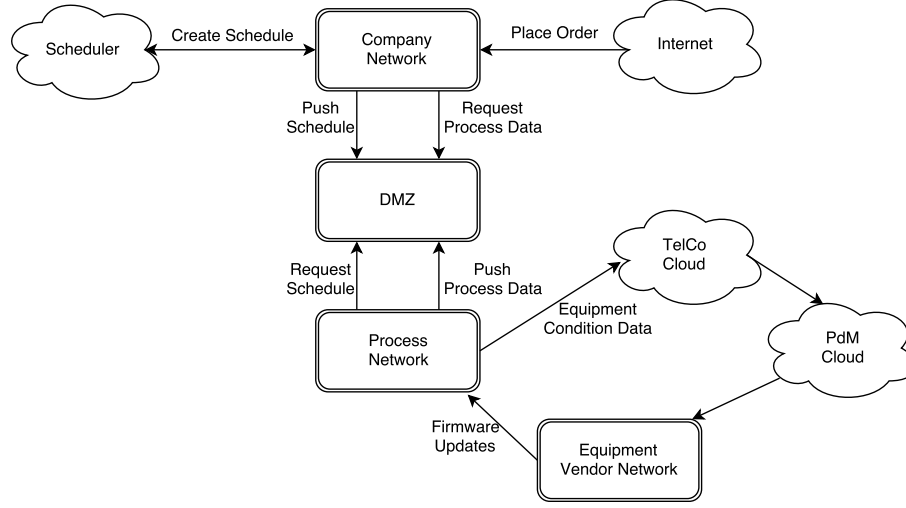 Scheduler
Create Schedule
Company
Network
Place Order
Internet
Push
Schedule
Request
Process Data
DMZ
Request
Schedule
Push
Process Data
TelCo
Cloud
Equipment
Condition Data
Process
Network
PdM
Cloud
Firmware
Updates
Equipment
Vendor Network